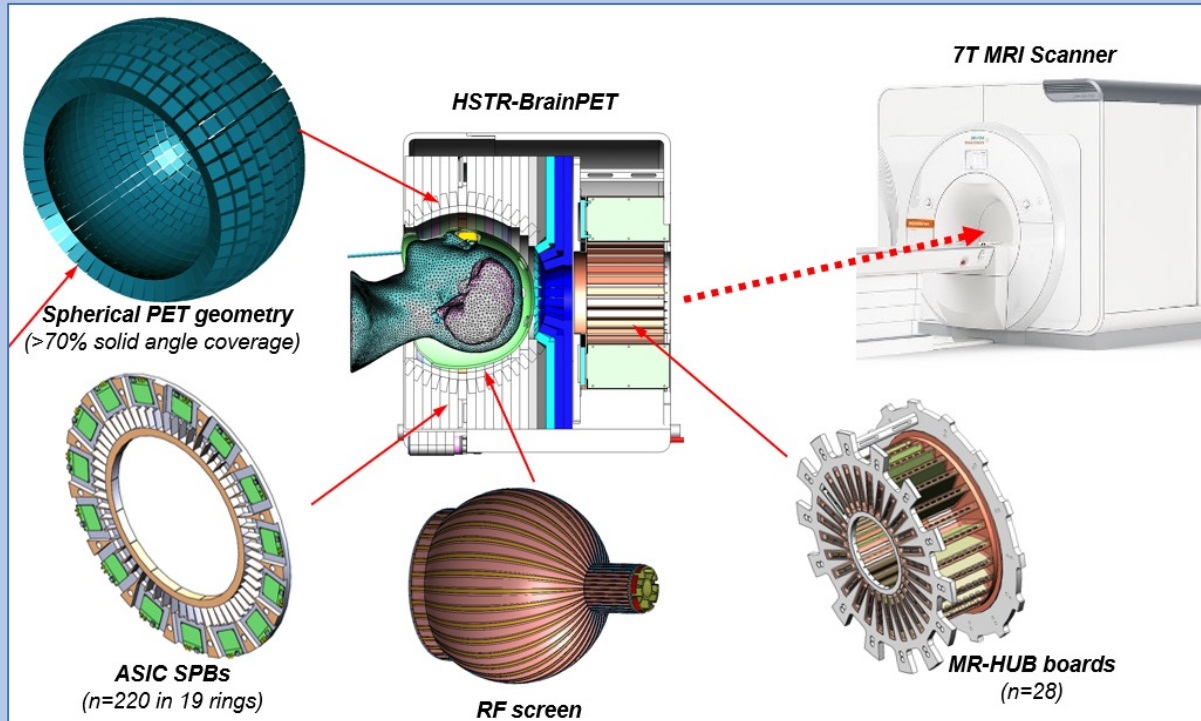 7T MRI Scanner
HSTR-BrainPET
Spherical PET geometry
(>70% solid angle coverage)
ASIC SPBs
(n=220 in 19 rings)
RF screen
MR-HUB boards
(n=28)